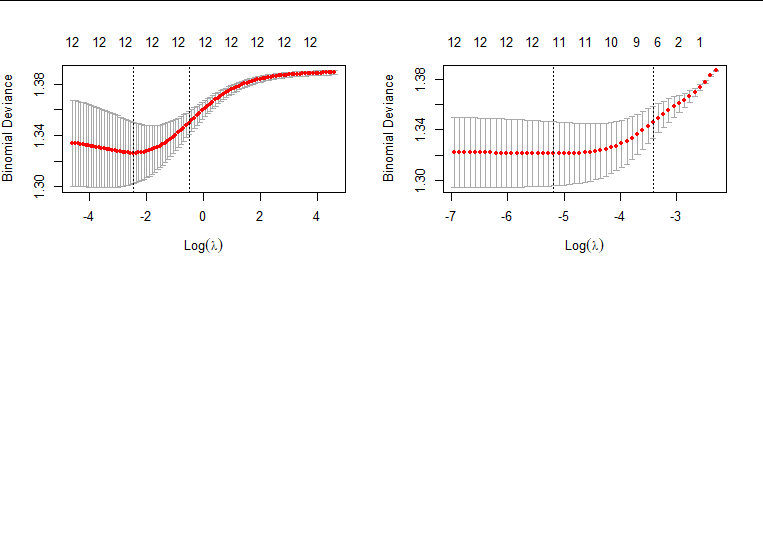 12 12 12 12 12 12 12 12 12 12
Binomial Deviance
1.30 1.34 1.38
-4 -2 0 2 4
Log(λ)
12 12 12 12 11 11 10 9 6 2 1
Binomial Deviance
1.30 1.34 1.38
-7 -6 -5 -4 -3
Log(λ)